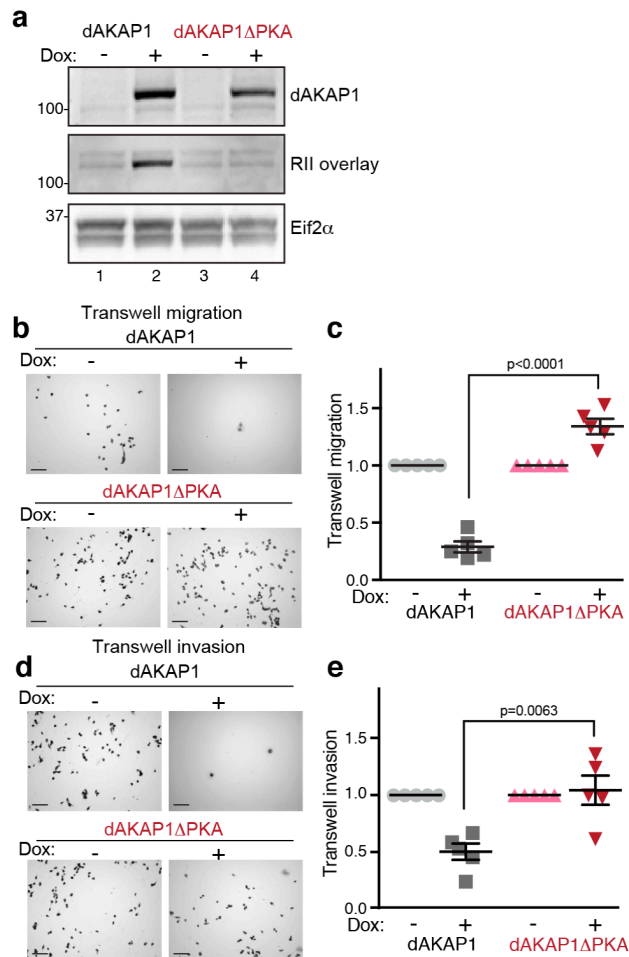 a
dAKAP1 dAKAP1ΔPKA
Dox: - + - +
100- dAKAP1
100- RII overlay
37- Eif2α
1 2 3 4
b
Transwell migration
dAKAP1
Dox: - +
dAKAP1ΔPKA
Dox: - +
c
p<0.0001
Transwell migration
1.5
1.0
0.5
0.0
Dox: - + - +
dAKAP1 dAKAP1ΔPKA
d
Transwell invasion
dAKAP1
Dox: - +
dAKAP1ΔPKA
Dox: - +
e
p=0.0063
Transwell invasion
1.5
1.0
0.5
0.0
Dox: - + - +
dAKAP1 dAKAP1ΔPKA